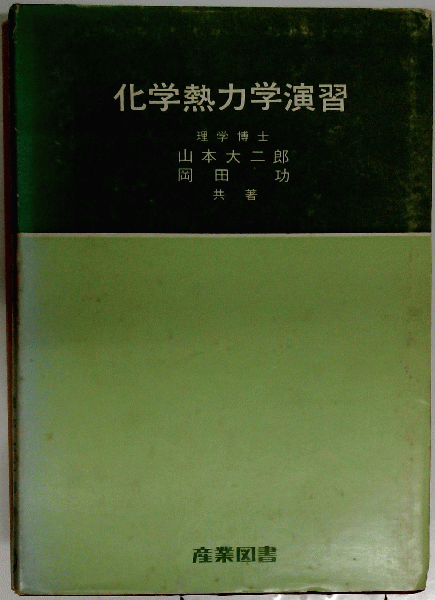 化学熱力学演習
理学博士
山本大二郎
岡田功
共著
産業図書